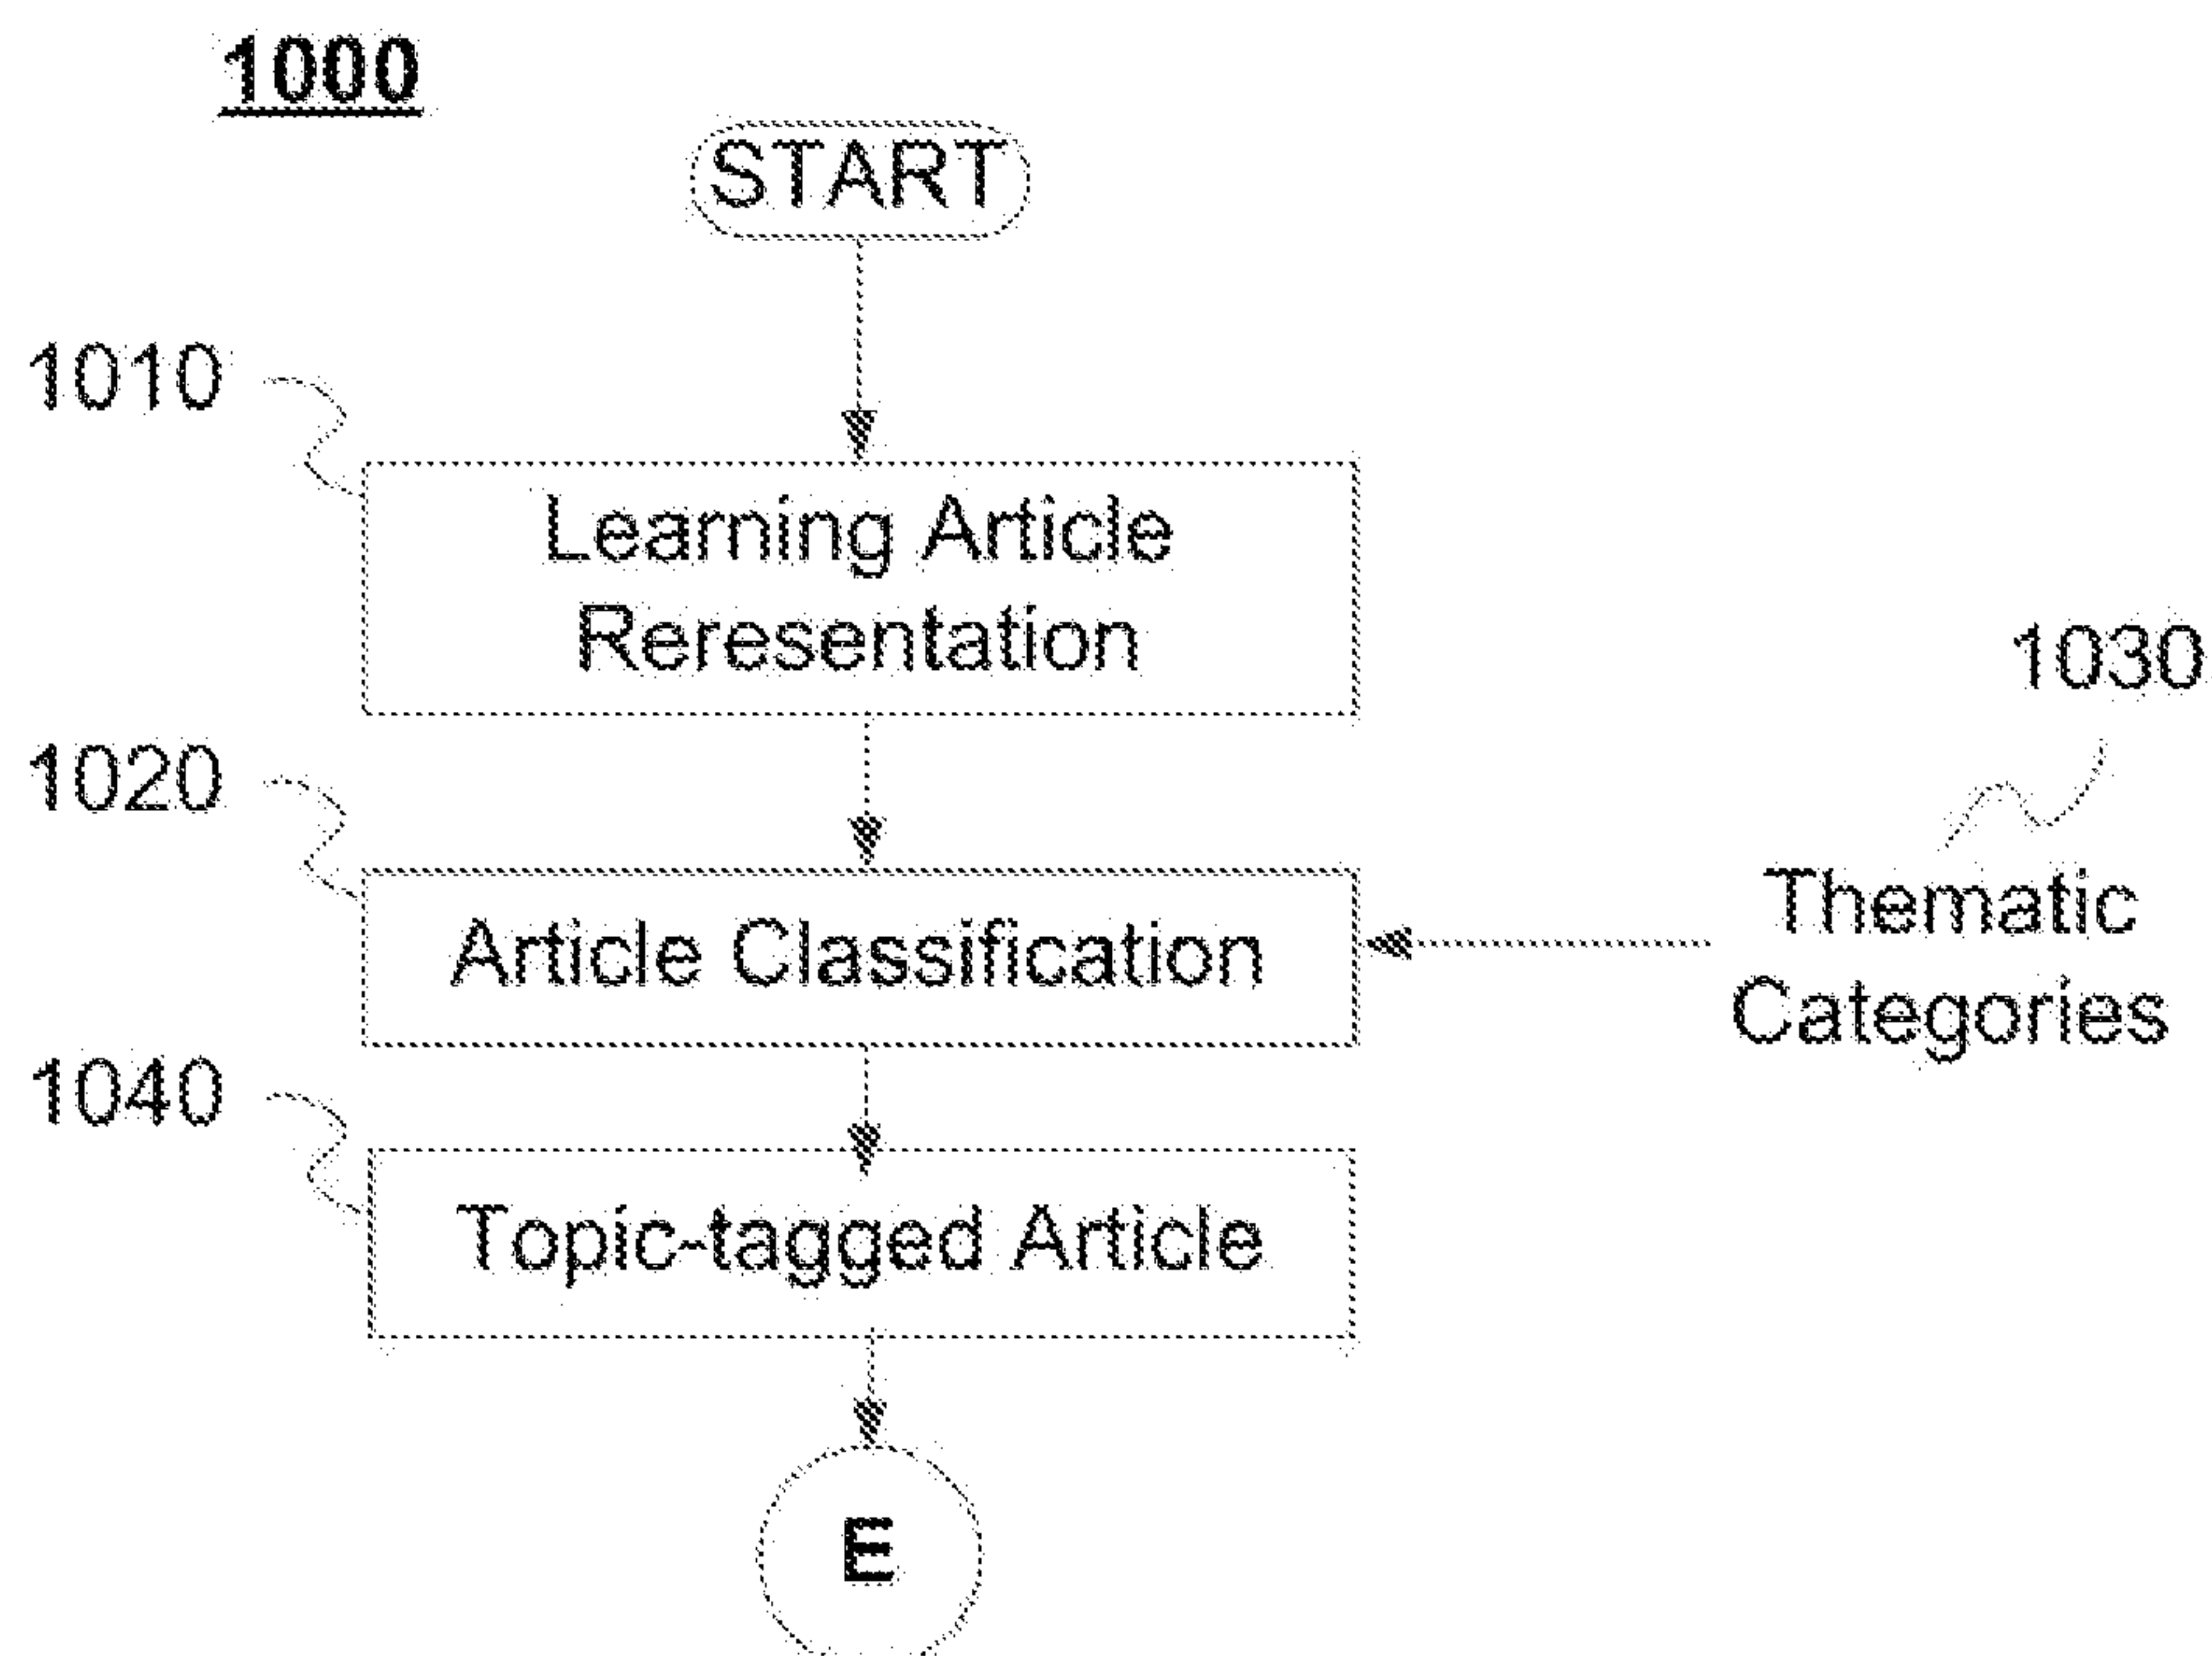 1000
START
1010
Learning Article
Reresentation
1030
1020
Article Classification
Thematic
Categories
1040
Topic-tagged Article
E